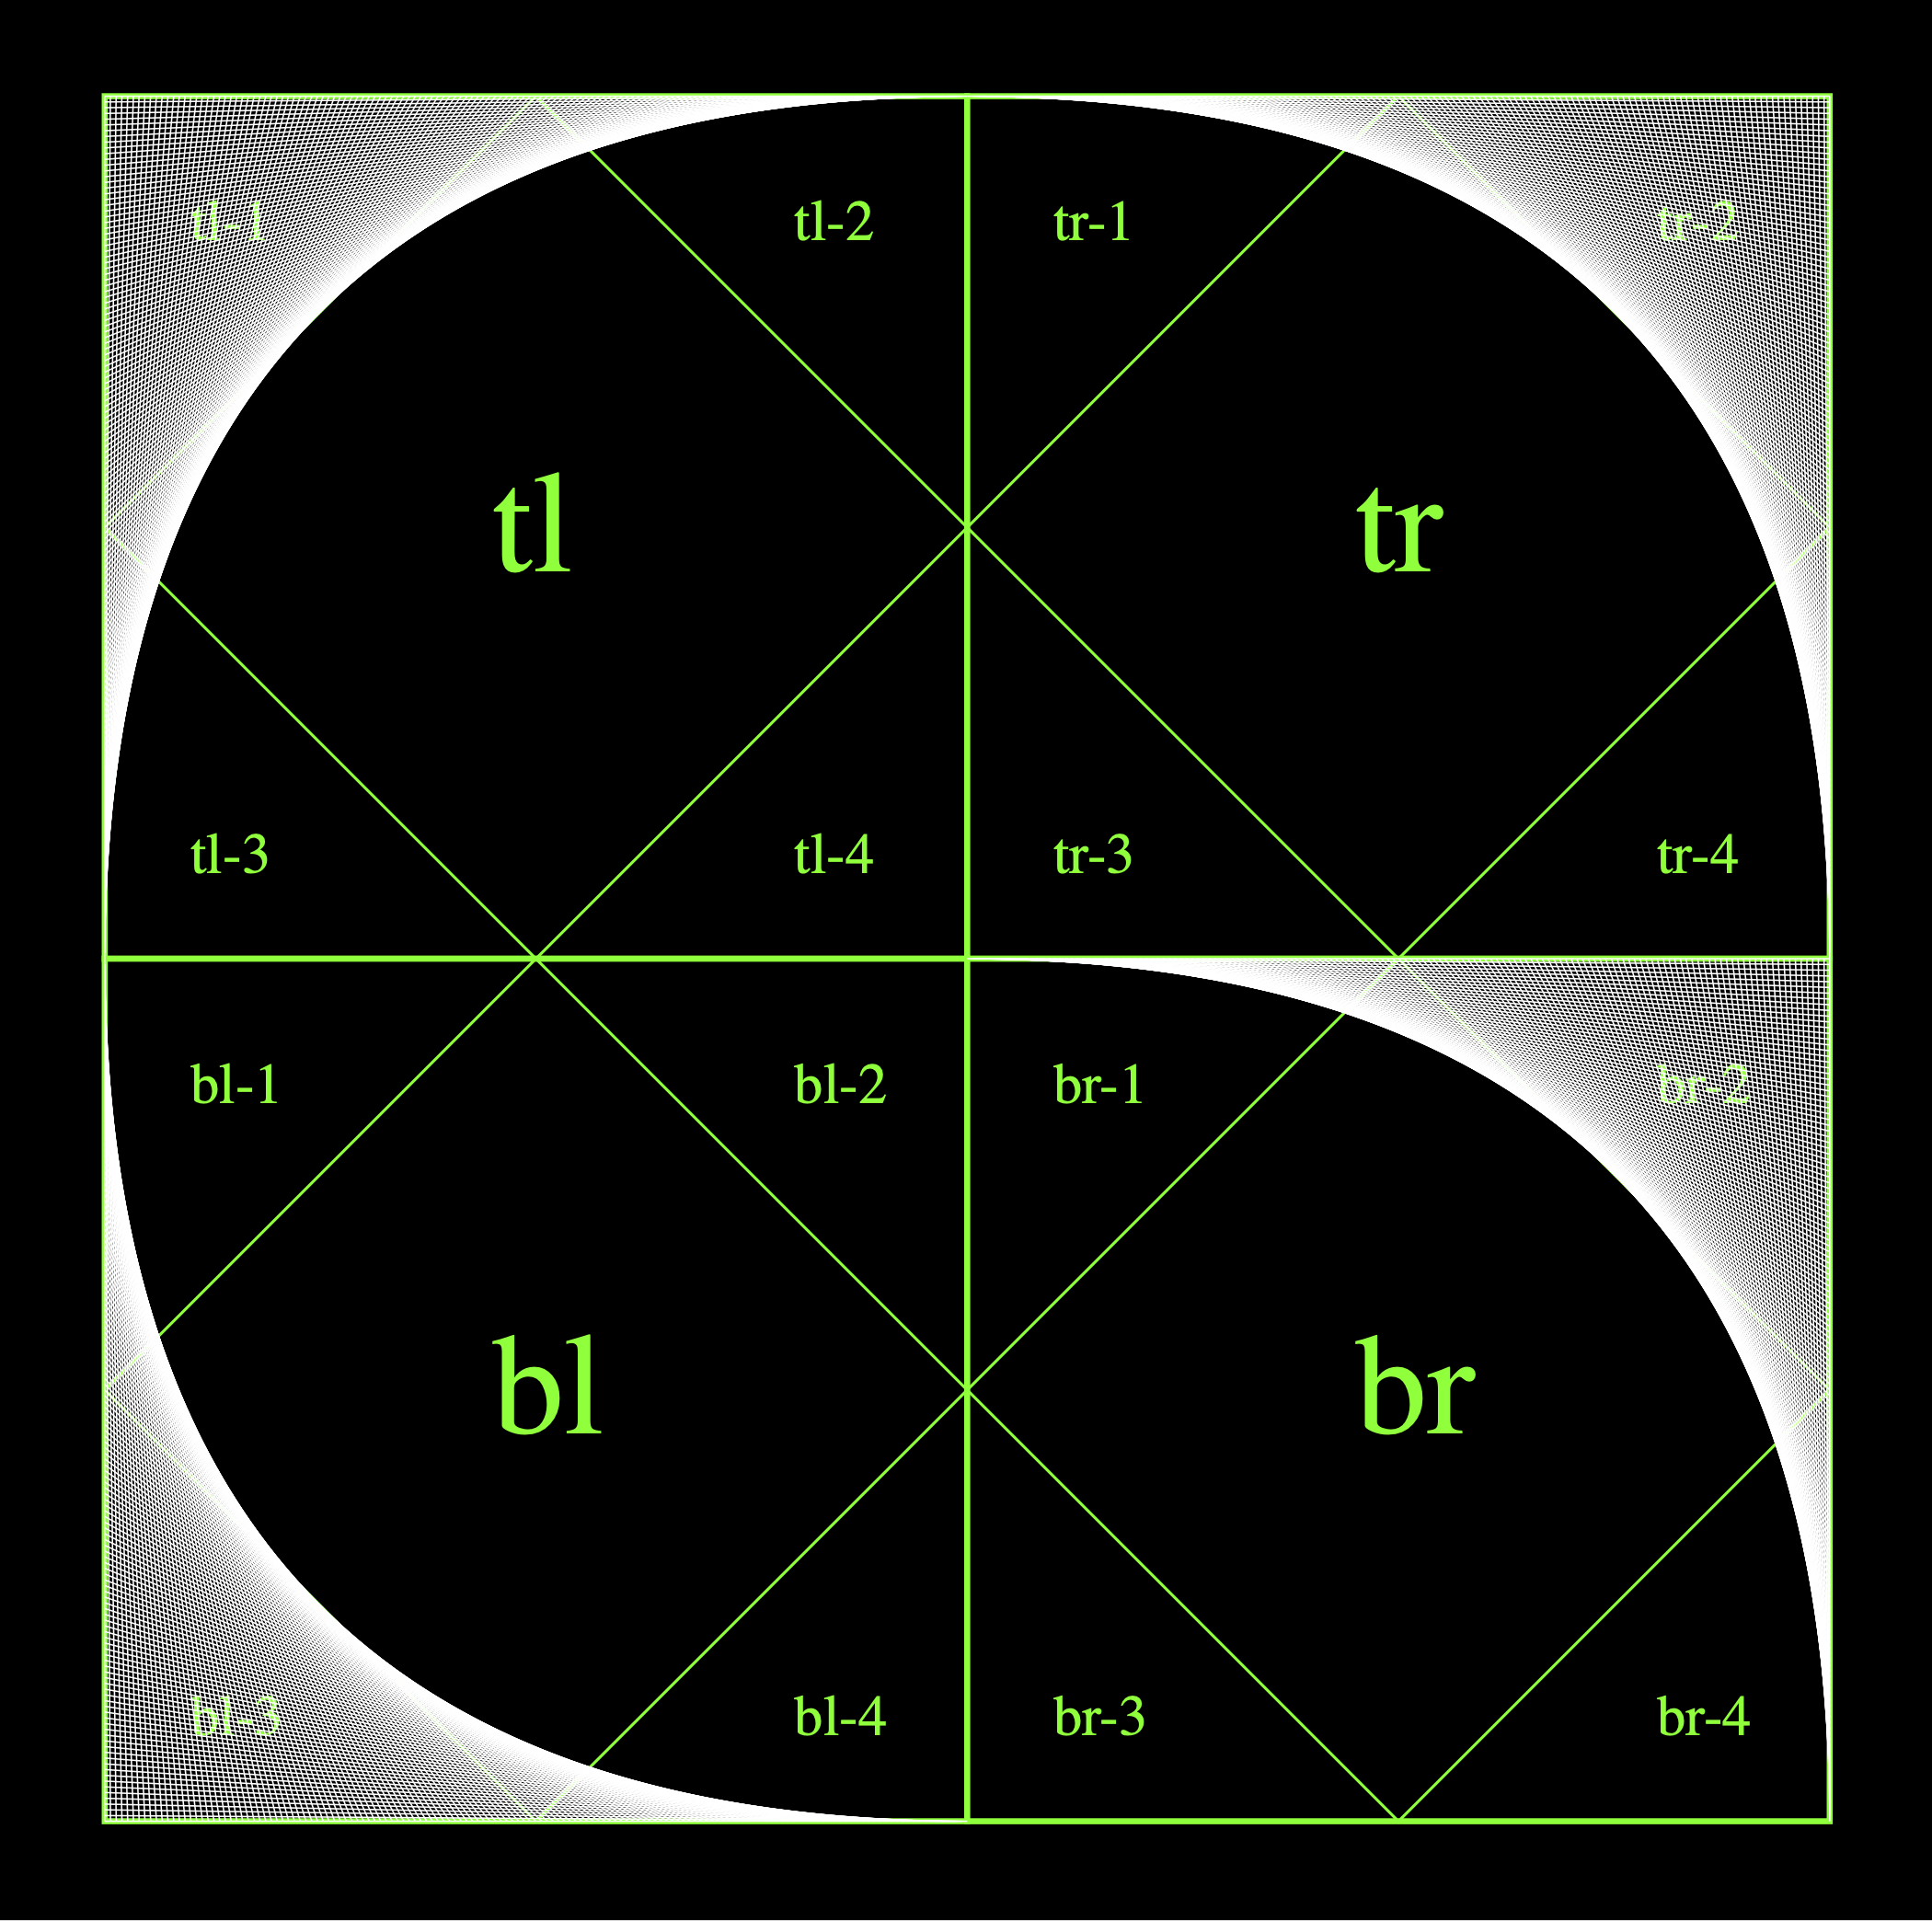 tl-1 tl-2 tr-1 tr-2
tl tr
tl-3 tl-4 tr-3 tr-4
bl-1 bl-2 br-1 br-2
bl br
bl-3 bl-4 br-3 br-4